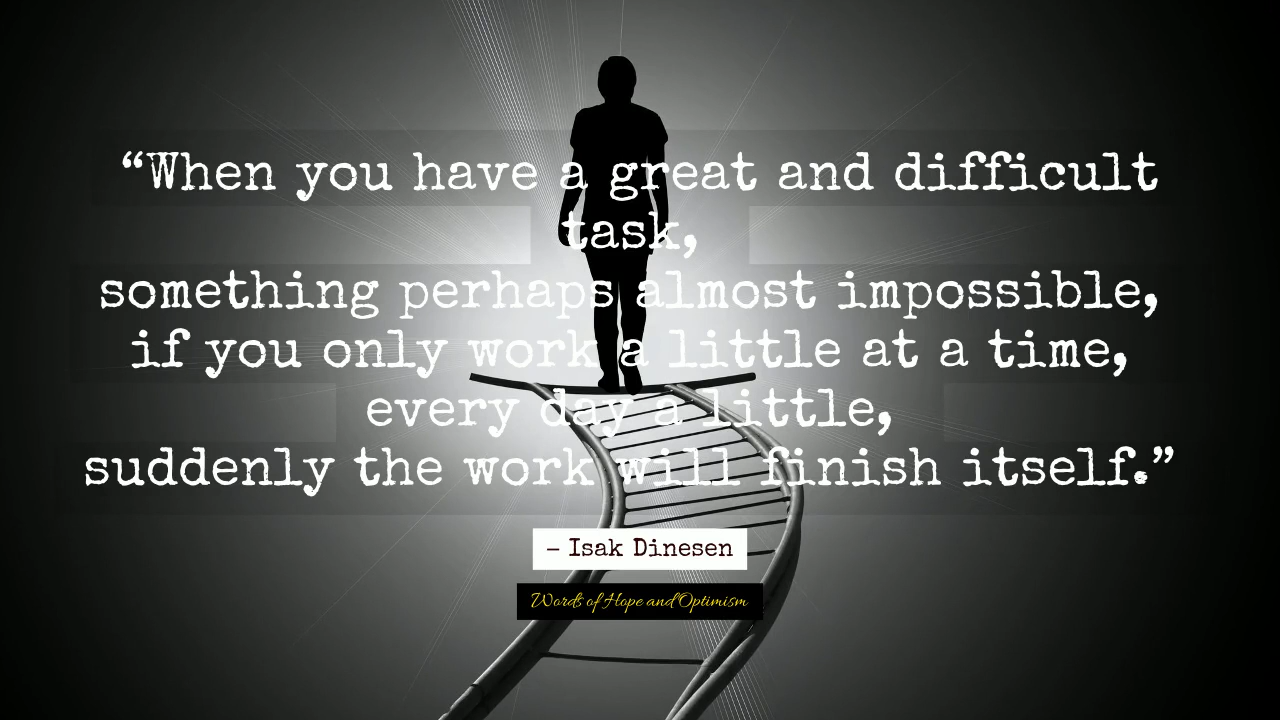 “When you have a great and difficult
task,
something perhaps almost impossible,
if you only work a little at a time,
every day a little,
suddenly the work will finish itself.”
– Isak Dinesen
Words of Hope and Optimism